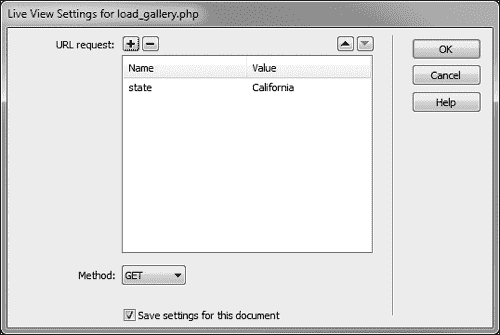 Live View Settings for load_gallery.php
URL request:
OK
Name Value
Cancel
state California
Help
Method: GET
Save settings for this document